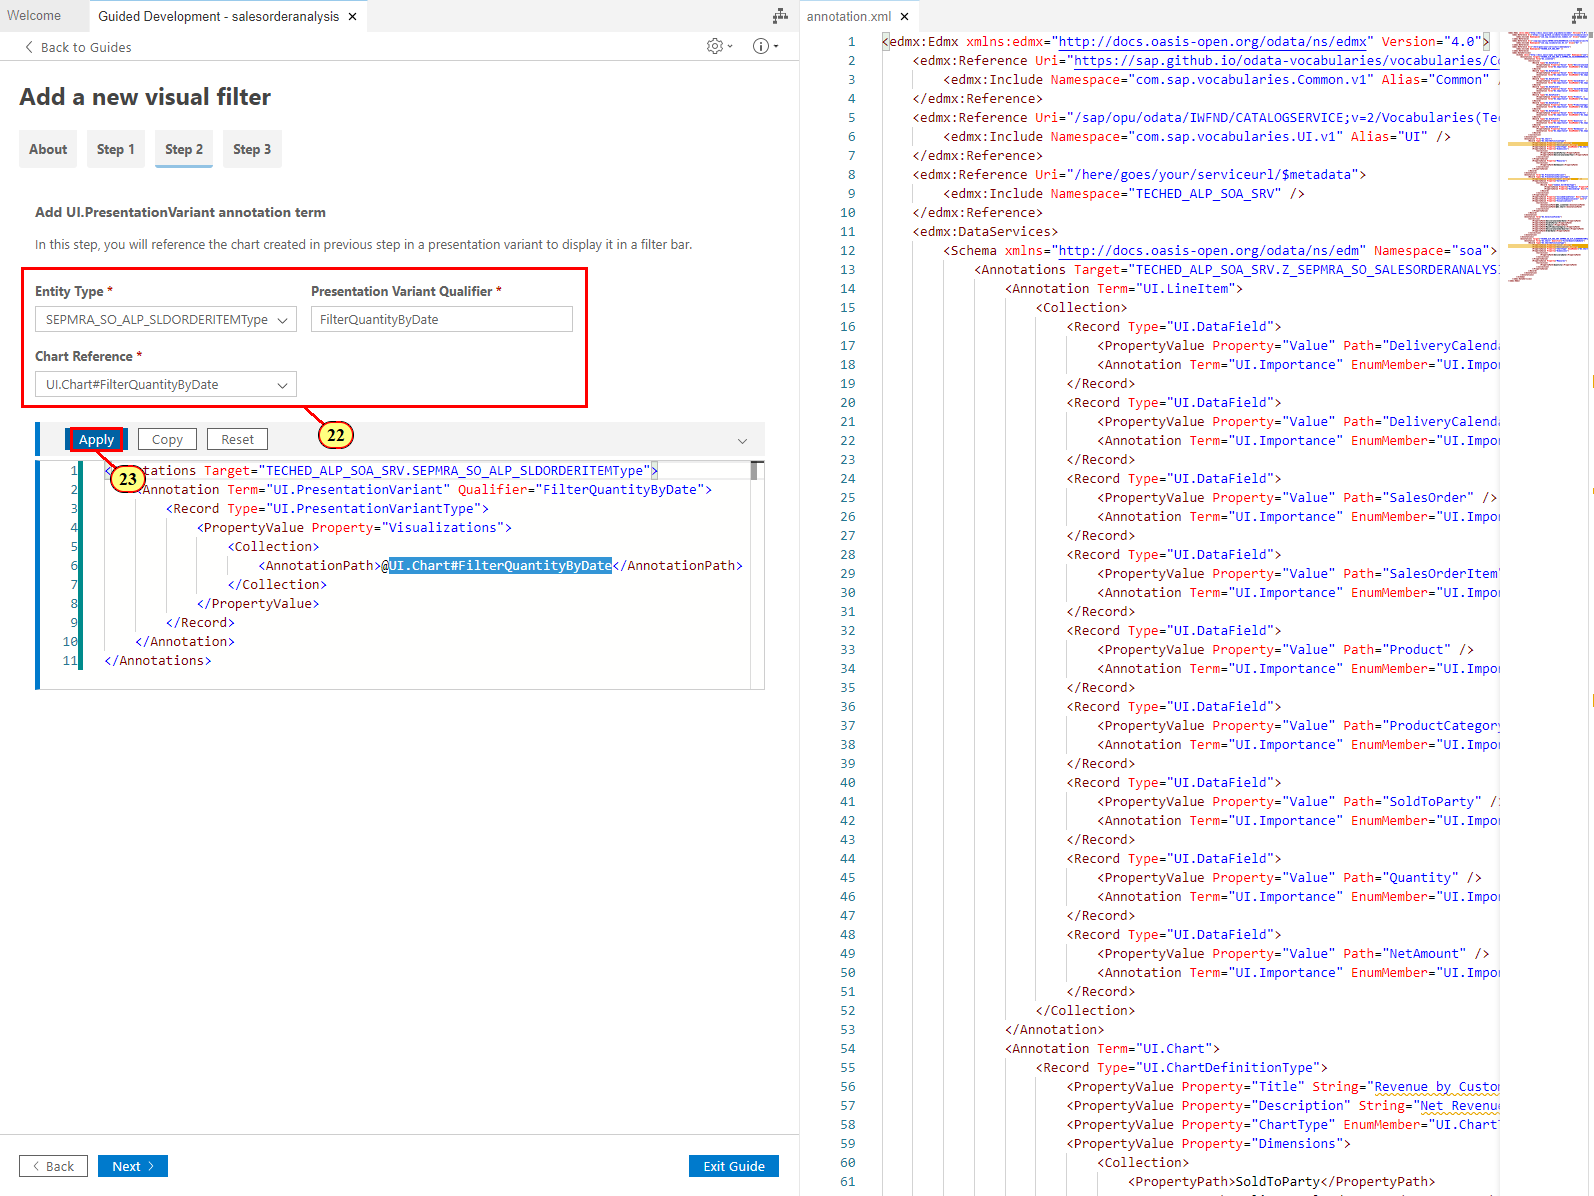 Welcome
Guided Development - salesorderanalysis
Back to Guides
Add a new visual filter
About
Step 1
Step 2
Step 3
Add UI.PresentationVariant annotation term
In this step, you will reference the chart created in previous step in a presentation variant to display it in a filter bar.
Entity Type *
Presentation Variant Qualifier *
SEPMRA_SO_ALP_SLDORDERITEMType
FilterQuantityByDate
Chart Reference *
UI.Chart#FilterQuantityByDate
22
Apply
Copy
Reset
23
1 < tations Target="TECHED_ALP_SOA_SRV.SEPMRA_SO_ALP_SLDORDERITEMType">
2 Annotation Term="UI.PresentationVariant" Qualifier="FilterQuantityByDate">
3 <Record Type="UI.PresentationVariantType">
4 <PropertyValue Property="Visualizations">
5 <Collection>
6 <AnnotationPath>@UI.Chart#FilterQuantityByDate</AnnotationPath>
7 </Collection>
8 </PropertyValue>
9 </Record>
10 </Annotation>
11 </Annotations>
Back
Next
Exit Guide
annotation.xml
1 <edmx:Edmx xmlns:edmx="http://docs.oasis-open.org/odata/ns/edmx" Version="4.0">
2 <edmx:Reference Uri="https://sap.github.io/odata-vocabularies/vocabularies/Co
3 <edmx:Include Namespace="com.sap.vocabularies.Common.v1" Alias="Common" /
4 </edmx:Reference>
5 <edmx:Reference Uri="/sap/opu/odata/IWFND/CATALOGSERVICE;v=2/Vocabularies(Tec
6 <edmx:Include Namespace="com.sap.vocabularies.UI.v1" Alias="UI" />
7 </edmx:Reference>
8 <edmx:Reference Uri="/here/goes/your/serviceurl/$metadata">
9 <edmx:Include Namespace="TECHED_ALP_SOA_SRV" />
10 </edmx:Reference>
11 <edmx:DataServices>
12 <Schema xmlns="http://docs.oasis-open.org/odata/ns/edm" Namespace="soa">
13 <Annotations Target="TECHED_ALP_SOA_SRV.Z_SEPMRA_SO_SALESORDERANALYSI
14 <Annotation Term="UI.LineItem">
15 <Collection>
16 <Record Type="UI.DataField">
17 <PropertyValue Property="Value" Path="DeliveryCalenda
18 <Annotation Term="UI.Importance" EnumMember="UI.Impor
19 </Record>
20 <Record Type="UI.DataField">
21 <PropertyValue Property="Value" Path="DeliveryCalenda
22 <Annotation Term="UI.Importance" EnumMember="UI.Impor
23 </Record>
24 <Record Type="UI.DataField">
25 <PropertyValue Property="Value" Path="SalesOrder" />
26 <Annotation Term="UI.Importance" EnumMember="UI.Impor
27 </Record>
28 <Record Type="UI.DataField">
29 <PropertyValue Property="Value" Path="SalesOrderItem"
30 <Annotation Term="UI.Importance" EnumMember="UI.Impor
31 </Record>
32 <Record Type="UI.DataField">
33 <PropertyValue Property="Value" Path="Product" />
34 <Annotation Term="UI.Importance" EnumMember="UI.Impor
35 </Record>
36 <Record Type="UI.DataField">
37 <PropertyValue Property="Value" Path="ProductCategory
38 <Annotation Term="UI.Importance" EnumMember="UI.Impor
39 </Record>
40 <Record Type="UI.DataField">
41 <PropertyValue Property="Value" Path="SoldToParty" /
42 <Annotation Term="UI.Importance" EnumMember="UI.Impor
43 </Record>
44 <Record Type="UI.DataField">
45 <PropertyValue Property="Value" Path="Quantity" />
46 <Annotation Term="UI.Importance" EnumMember="UI.Impor
47 </Record>
48 <Record Type="UI.DataField">
49 <PropertyValue Property="Value" Path="NetAmount" />
50 <Annotation Term="UI.Importance" EnumMember="UI.Impor
51 </Record>
52 </Collection>
53 </Annotation>
54 <Annotation Term="UI.Chart">
55 <Record Type="UI.ChartDefinitionType">
56 <PropertyValue Property="Title" String="Revenue by Custo
57 <PropertyValue Property="Description" String="Net Revenue
58 <PropertyValue Property="ChartType" EnumMember="UI.Chart
59 <PropertyValue Property="Dimensions">
60 <Collection>
61 <PropertyPath>SoldToParty</PropertyPath>